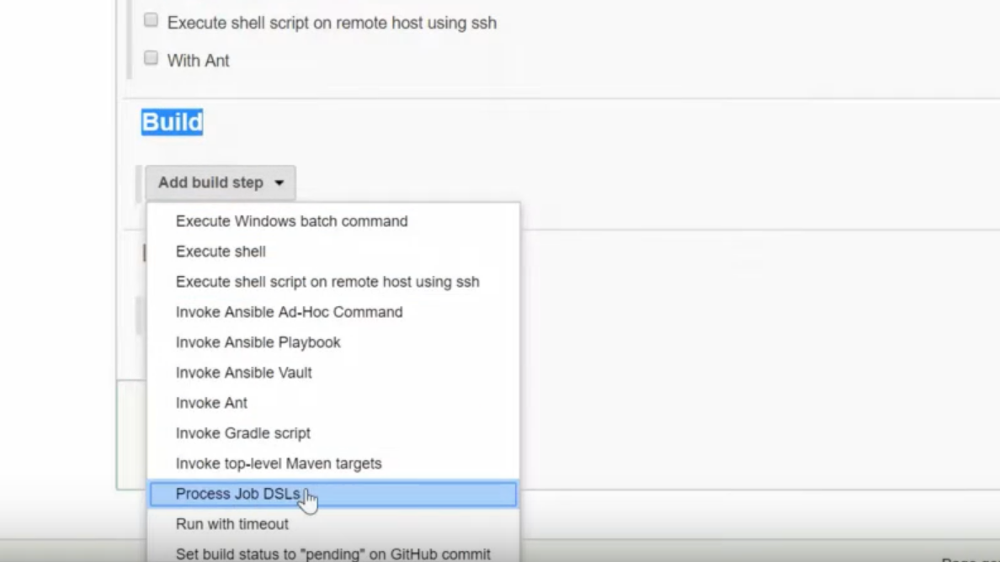 Execute shell script on remote host using ssh
With Ant
Build
Add build step
Execute Windows batch command
Execute shell
Execute shell script on remote host using ssh
Invoke Ansible Ad-Hoc Command
Invoke Ansible Playbook
Invoke Ansible Vault
Invoke Ant
Invoke Gradle script
Invoke top-level Maven targets
Process Job DSLs
Run with timeout
Set build status to "pending" on GitHub commit